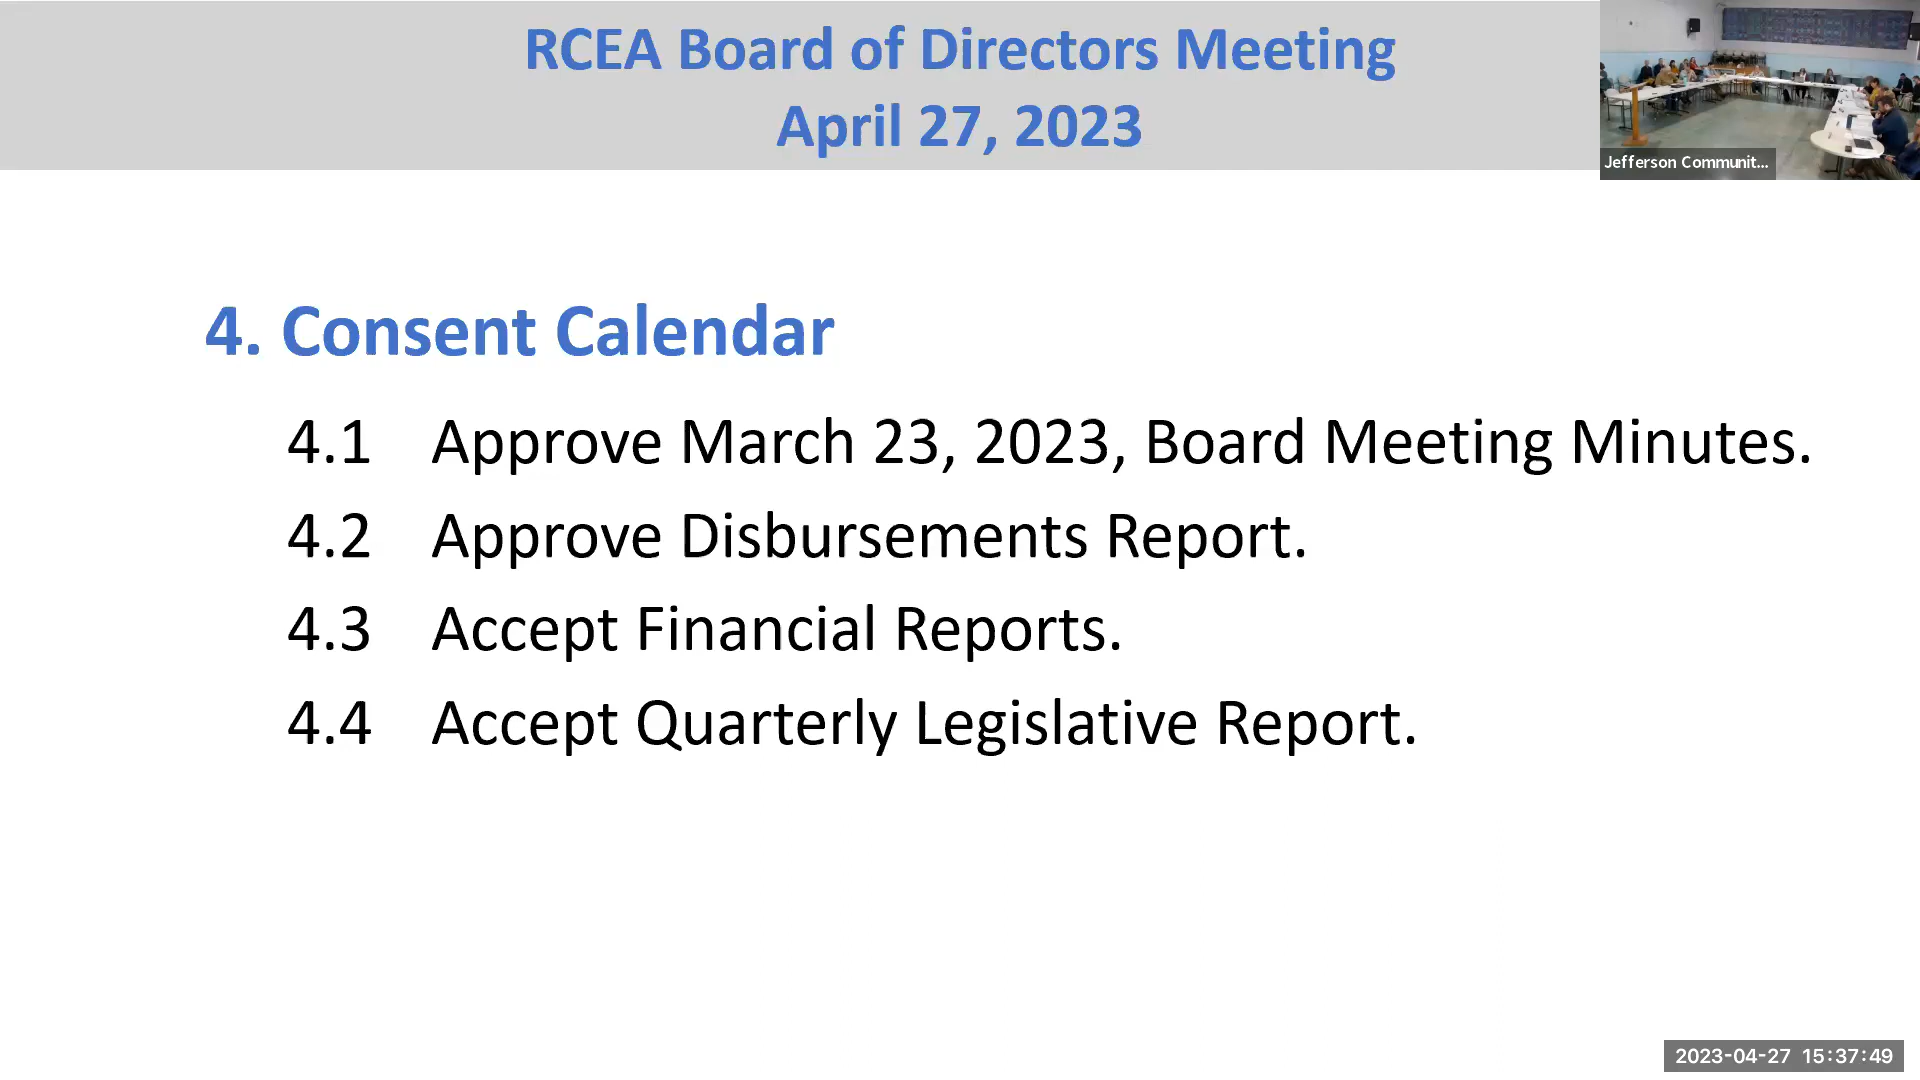 RCEA Board of Directors Meeting
April 27, 2023
Jefferson Communit...
4. Consent Calendar
4.1 Approve March 23, 2023, Board Meeting Minutes.
4.2 Approve Disbursements Report.
4.3 Accept Financial Reports.
4.4 Accept Quarterly Legislative Report.
2023-04-27 15:37:49